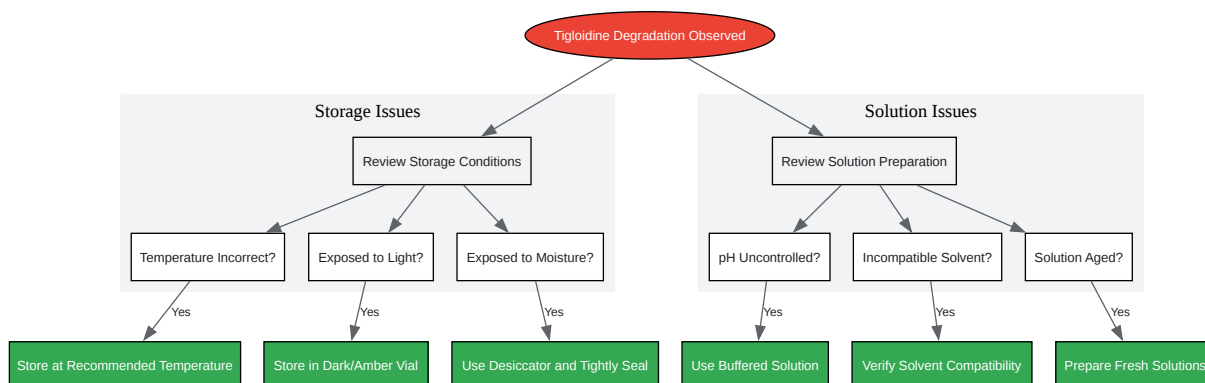 Tigloidine Degradation Observed
Storage Issues
Solution Issues
Review Storage Conditions
Review Solution Preparation
Temperature Incorrect?
Exposed to Light?
Exposed to Moisture?
pH Uncontrolled?
Incompatible Solvent?
Solution Aged?
Yes
Yes
Yes
Yes
Yes
Yes
Store at Recommended Temperature
Store in Dark/Amber Vial
Use Desiccator and Tightly Seal
Use Buffered Solution
Verify Solvent Compatibility
Prepare Fresh Solutions